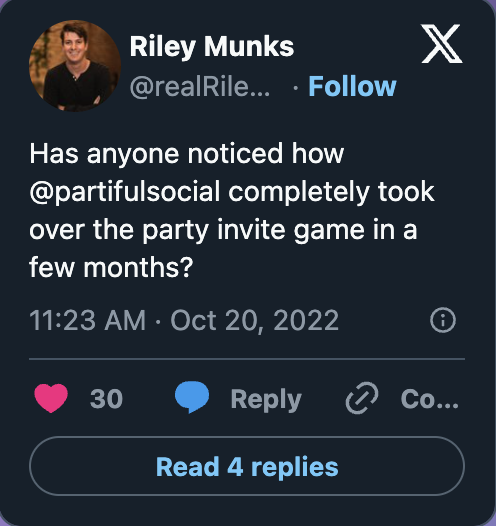 Riley Munks
@realRile... · Follow
Has anyone noticed how
@partifulsocial completely took
over the party invite game in a
few months?
11:23 AM · Oct 20, 2022
30 Reply Co...
Read 4 replies